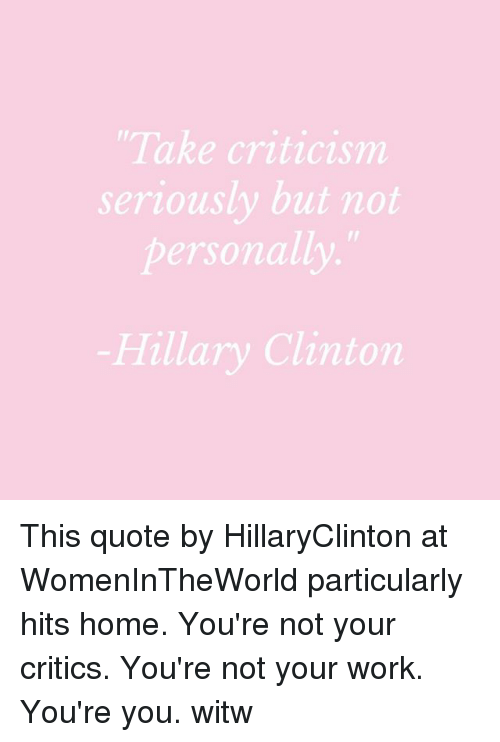 "Take criticism
seriously but not
personally."
-Hillary Clinton
This quote by HillaryClinton at
WomenInTheWorld particularly
hits home. You're not your
critics. You're not your work.
You're you. witw